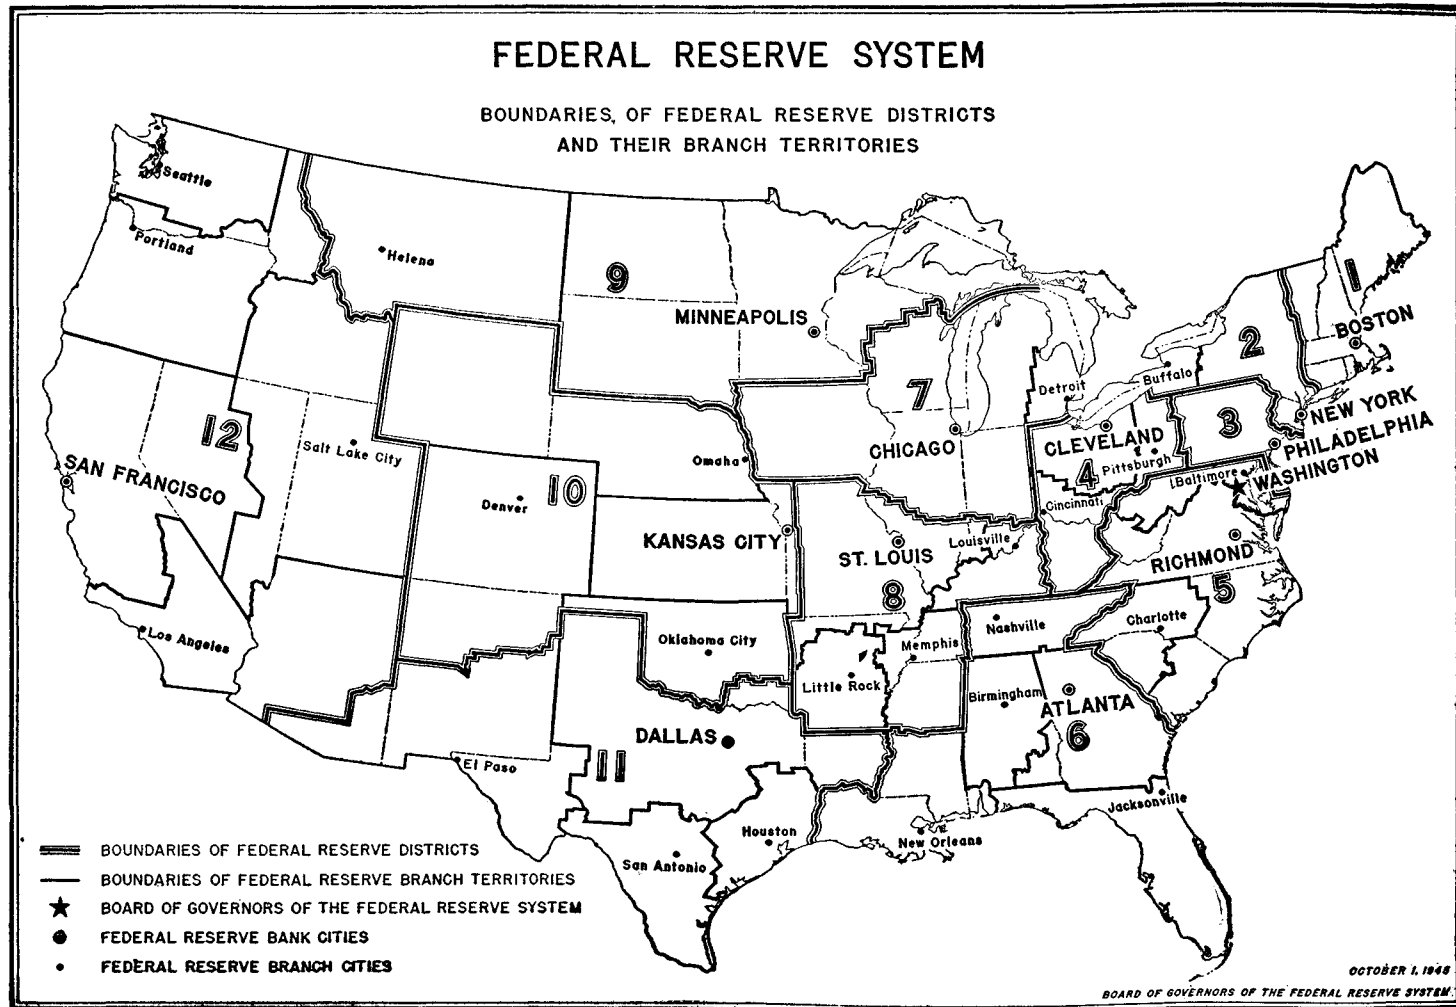 FEDERAL RESERVE SYSTEM
BOUNDARIES, OF FEDERAL RESERVE DISTRICTS
AND THEIR BRANCH TERRITORIES
Seattle
Portland
Helena
9
MINNEAPOLIS
1
BOSTON
2
Buffalo
Detroit
7
CHICAGO
CLEVELAND
4
Pittsburgh
3
NEW YORK
PHILADELPHIA
WASHINGTON
Baltimore
Cincinnati
12
SAN FRANCISCO
Salt Lake City
Omaha
Denver
10
KANSAS CITY
ST. LOUIS
8
Louisville
RICHMOND
5
Los Angeles
Oklahoma City
Memphis
Nashville
Charlotte
Little Rock
Birmingham
ATLANTA
6
DALLAS
11
El Paso
Jacksonville
Houston
New Orleans
San Antonio
BOUNDARIES OF FEDERAL RESERVE DISTRICTS
BOUNDARIES OF FEDERAL RESERVE BRANCH TERRITORIES
BOARD OF GOVERNORS OF THE FEDERAL RESERVE SYSTEM
FEDERAL RESERVE BANK CITIES
FEDERAL RESERVE BRANCH CITIES
OCTOBER 1, 1948
BOARD OF GOVERNORS OF THE FEDERAL RESERVE SYSTEM